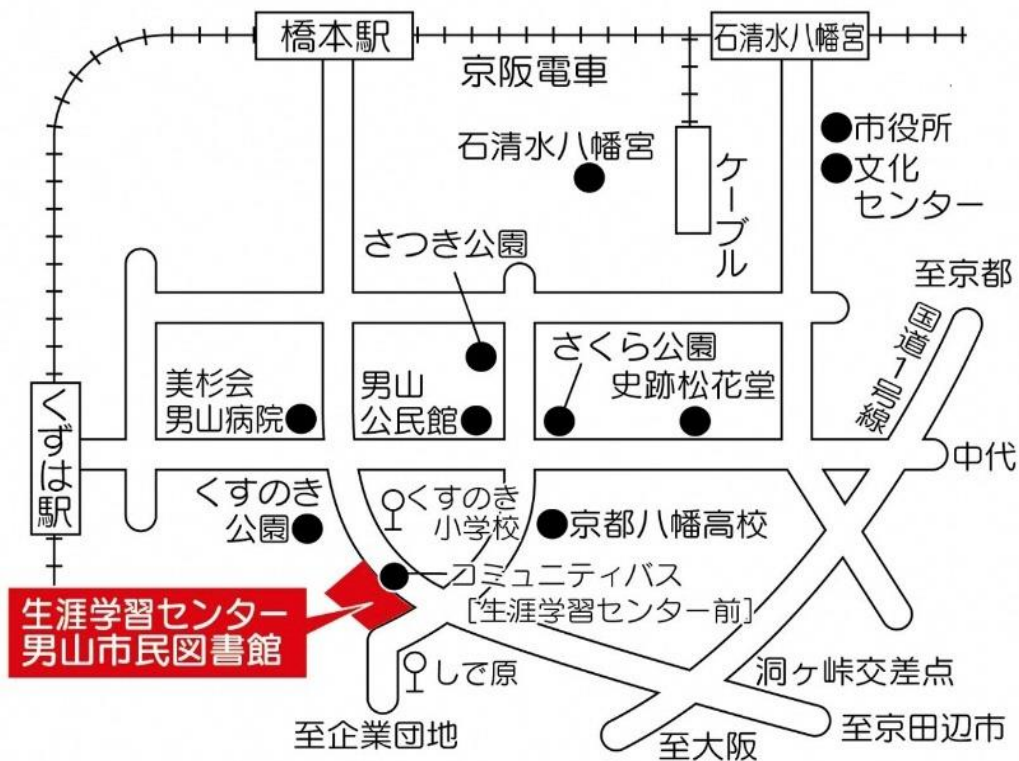 橋本駅
石清水八幡宮
京阪電車
市役所
石清水八幡宮
ケーブル
文化
センター
さつき公園
至京都
国道1号線
さくら公園
美杉会
男山病院
男山
公民館
史跡松花堂
くずは駅
中代
くすのき
公園
くすのき
小学校
京都八幡高校
コミュニティバス
[生涯学習センター前]
生涯学習センター
男山市民図書館
しで原
洞ヶ峠交差点
至企業団地
至大阪
至京田辺市